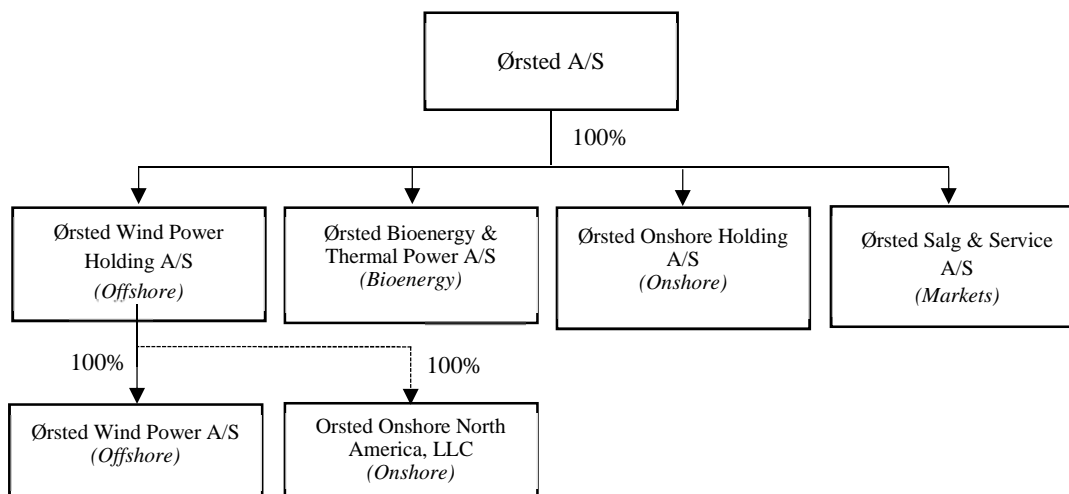 Ørsted A/S
100%
Ørsted Wind Power
Holding A/S
(Offshore)
Ørsted Bioenergy &
Thermal Power A/S
(Bioenergy)
Ørsted Onshore Holding
A/S
(Onshore)
Ørsted Salg & Service
A/S
(Markets)
100%
100%
Ørsted Wind Power A/S
(Offshore)
Orsted Onshore North
America, LLC
(Onshore)